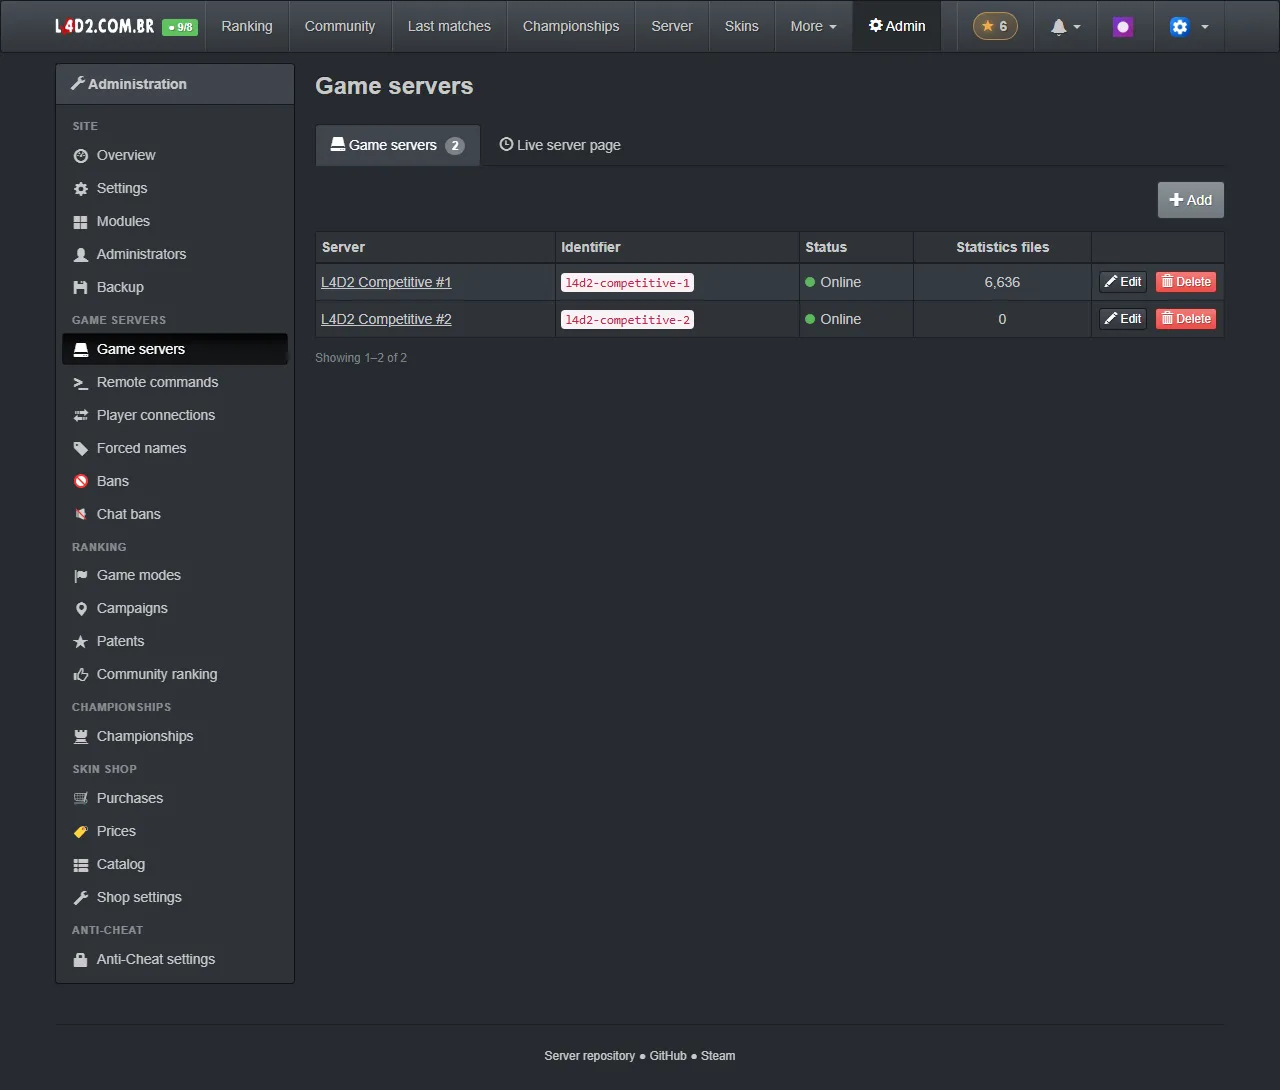 L4D2.COM.BR ● 9/8 Ranking Community Last matches Championships Server Skins More Admin ★ 6
Administration
SITE
Overview
Settings
Modules
Administrators
Backup
GAME SERVERS
Game servers
Remote commands
Player connections
Forced names
Bans
Chat bans
RANKING
Game modes
Campaigns
Patents
Community ranking
CHAMPIONSHIPS
Championships
SKIN SHOP
Purchases
Prices
Catalog
Shop settings
ANTI-CHEAT
Anti-Cheat settings
Game servers
Game servers 2 Live server page
Add
Server Identifier Status Statistics files
L4D2 Competitive #1 l4d2-competitive-1 Online 6,636 Edit Delete
L4D2 Competitive #2 l4d2-competitive-2 Online 0 Edit Delete
Showing 1–2 of 2
Server repository ● GitHub ● Steam